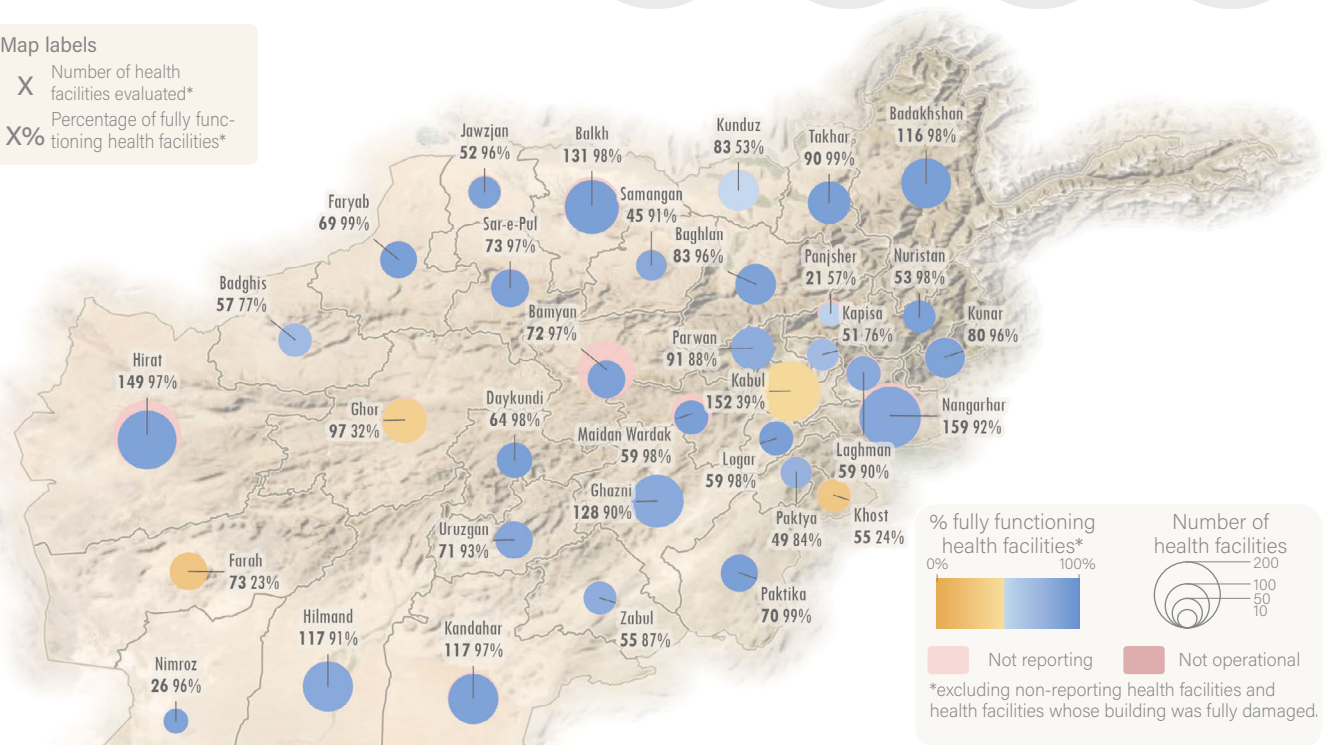 Map labels
X Number of health
facilities evaluated*
X% Percentage of fully func-
tioning health facilities*
Jawzjan
52 96%
Balkh
131 98%
Kunduz
83 53%
Takhar
90 99%
Badakhshan
116 98%
Faryab
69 99%
Sar-e-Pul
73 97%
Samangan
45 91%
Baghlan
83 96%
Panjsher
21 57%
Nuristan
53 98%
Badghis
57 77%
Bamyan
72 97%
Parwan
91 88%
Kapisa
51 76%
Kunar
80 96%
Hirat
149 97%
Ghor
97 32%
Daykundi
64 98%
Kabul
152 39%
Maidan Wardak
59 98%
Nangarhar
159 92%
Logar
59 98%
Laghman
59 90%
Ghazni
128 90%
Paktya
49 84%
Khost
55 24%
Uruzgan
71 93%
Farah
73 23%
Paktika
70 99%
Zabul
55 87%
Hilmand
117 91%
Kandahar
117 97%
Nimroz
26 96%
% fully functioning
health facilities*
0% 100%
Number of
health facilities
200
100
50
10
Not reporting
Not operational
*excluding non-reporting health facilities and
health facilities whose building was fully damaged.